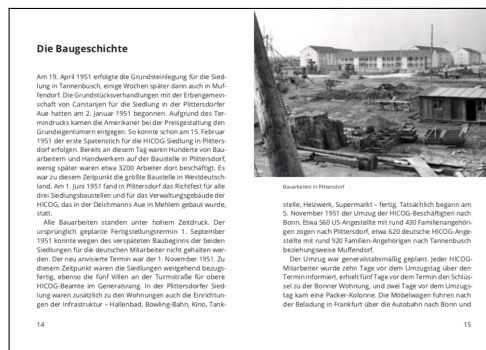 Die Baugeschichte
Am 19. April 1951 erfolgte die Grundsteinlegung für die Sied-
lung in Tannenbusch, einige Wochen später dann auch in Muf-
fendorf. Die Grundstücksverhandlungen mit der Erbengemein-
schaft von Carstanjen für die Siedlung in der Plittersdorfer
Aue hatten am 2. Januar 1951 begonnen. Aufgrund des Ter-
mindrucks kamen die Amerikaner bei der Preisgestaltung den
Grundeigentümern entgegen. So konnte schon am 15. Februar
1951 der erste Spatenstich für die HICOG-Siedlung in Plitters-
dorf erfolgen. Bereits an diesem Tag waren Hunderte von Bau-
arbeitern und Handwerkern auf der Baustelle in Plittersdorf,
wenig später waren etwa 3200 Arbeiter dort beschäftigt. Es
war zu diesem Zeitpunkt die größte Baustelle in Westdeutsch-
land. Am 1. Juni 1951 fand in Plittersdorf das Richtfest für alle
drei Siedlungsbaustellen und für das Verwaltungsgebäude der
HICOG, das in der Deichmanns Aue in Mehlem gebaut wurde,
statt.
Alle Bauarbeiten standen unter hohem Zeitdruck. Der
ursprünglich geplante Fertigstellungstermin 1. September
1951 konnte wegen des verspäteten Baubeginns der beiden
Siedlungen für die deutschen Mitarbeiter nicht gehalten wer-
den. Der neu anvisierte Termin war der 1. November 1951. Zu
diesem Zeitpunkt waren die Siedlungen weitgehend bezugs-
fertig, ebenso die fünf Villen an der Turmstraße für obere
HICOG-Beamte im Generalsrang. In der Plittersdorfer Sied-
lung waren zusätzlich zu den Wohnungen auch die Einrichtun-
gen der Infrastruktur – Hallenbad, Bowling-Bahn, Kino, Tank-
14
Bauarbeiten in Plittersdorf
stelle, Heizwerk, Supermarkt – fertig. Tatsächlich begann am
5. November 1951 der Umzug der HICOG-Beschäftigten nach
Bonn. Etwa 560 US-Angestellte mit rund 430 Familienangehöri-
gen zogen nach Plittersdorf, etwa 620 deutsche HICOG-Ange-
stellte mit rund 920 Familien-Angehörigen nach Tannenbusch
beziehungsweise Muffendorf.
Der Umzug war generalstabsmäßig geplant. Jeder HICOG-
Mitarbeiter wurde zehn Tage vor dem Umzugstag über den
Termin informiert, erhielt fünf Tage vor dem Termin den Schlüs-
sel zu der Bonner Wohnung, und zwei Tage vor dem Umzugs-
tag kam eine Packer-Kolonne. Die Möbelwagen fuhren nach
der Beladung in Frankfurt über die Autobahn nach Bonn und
15